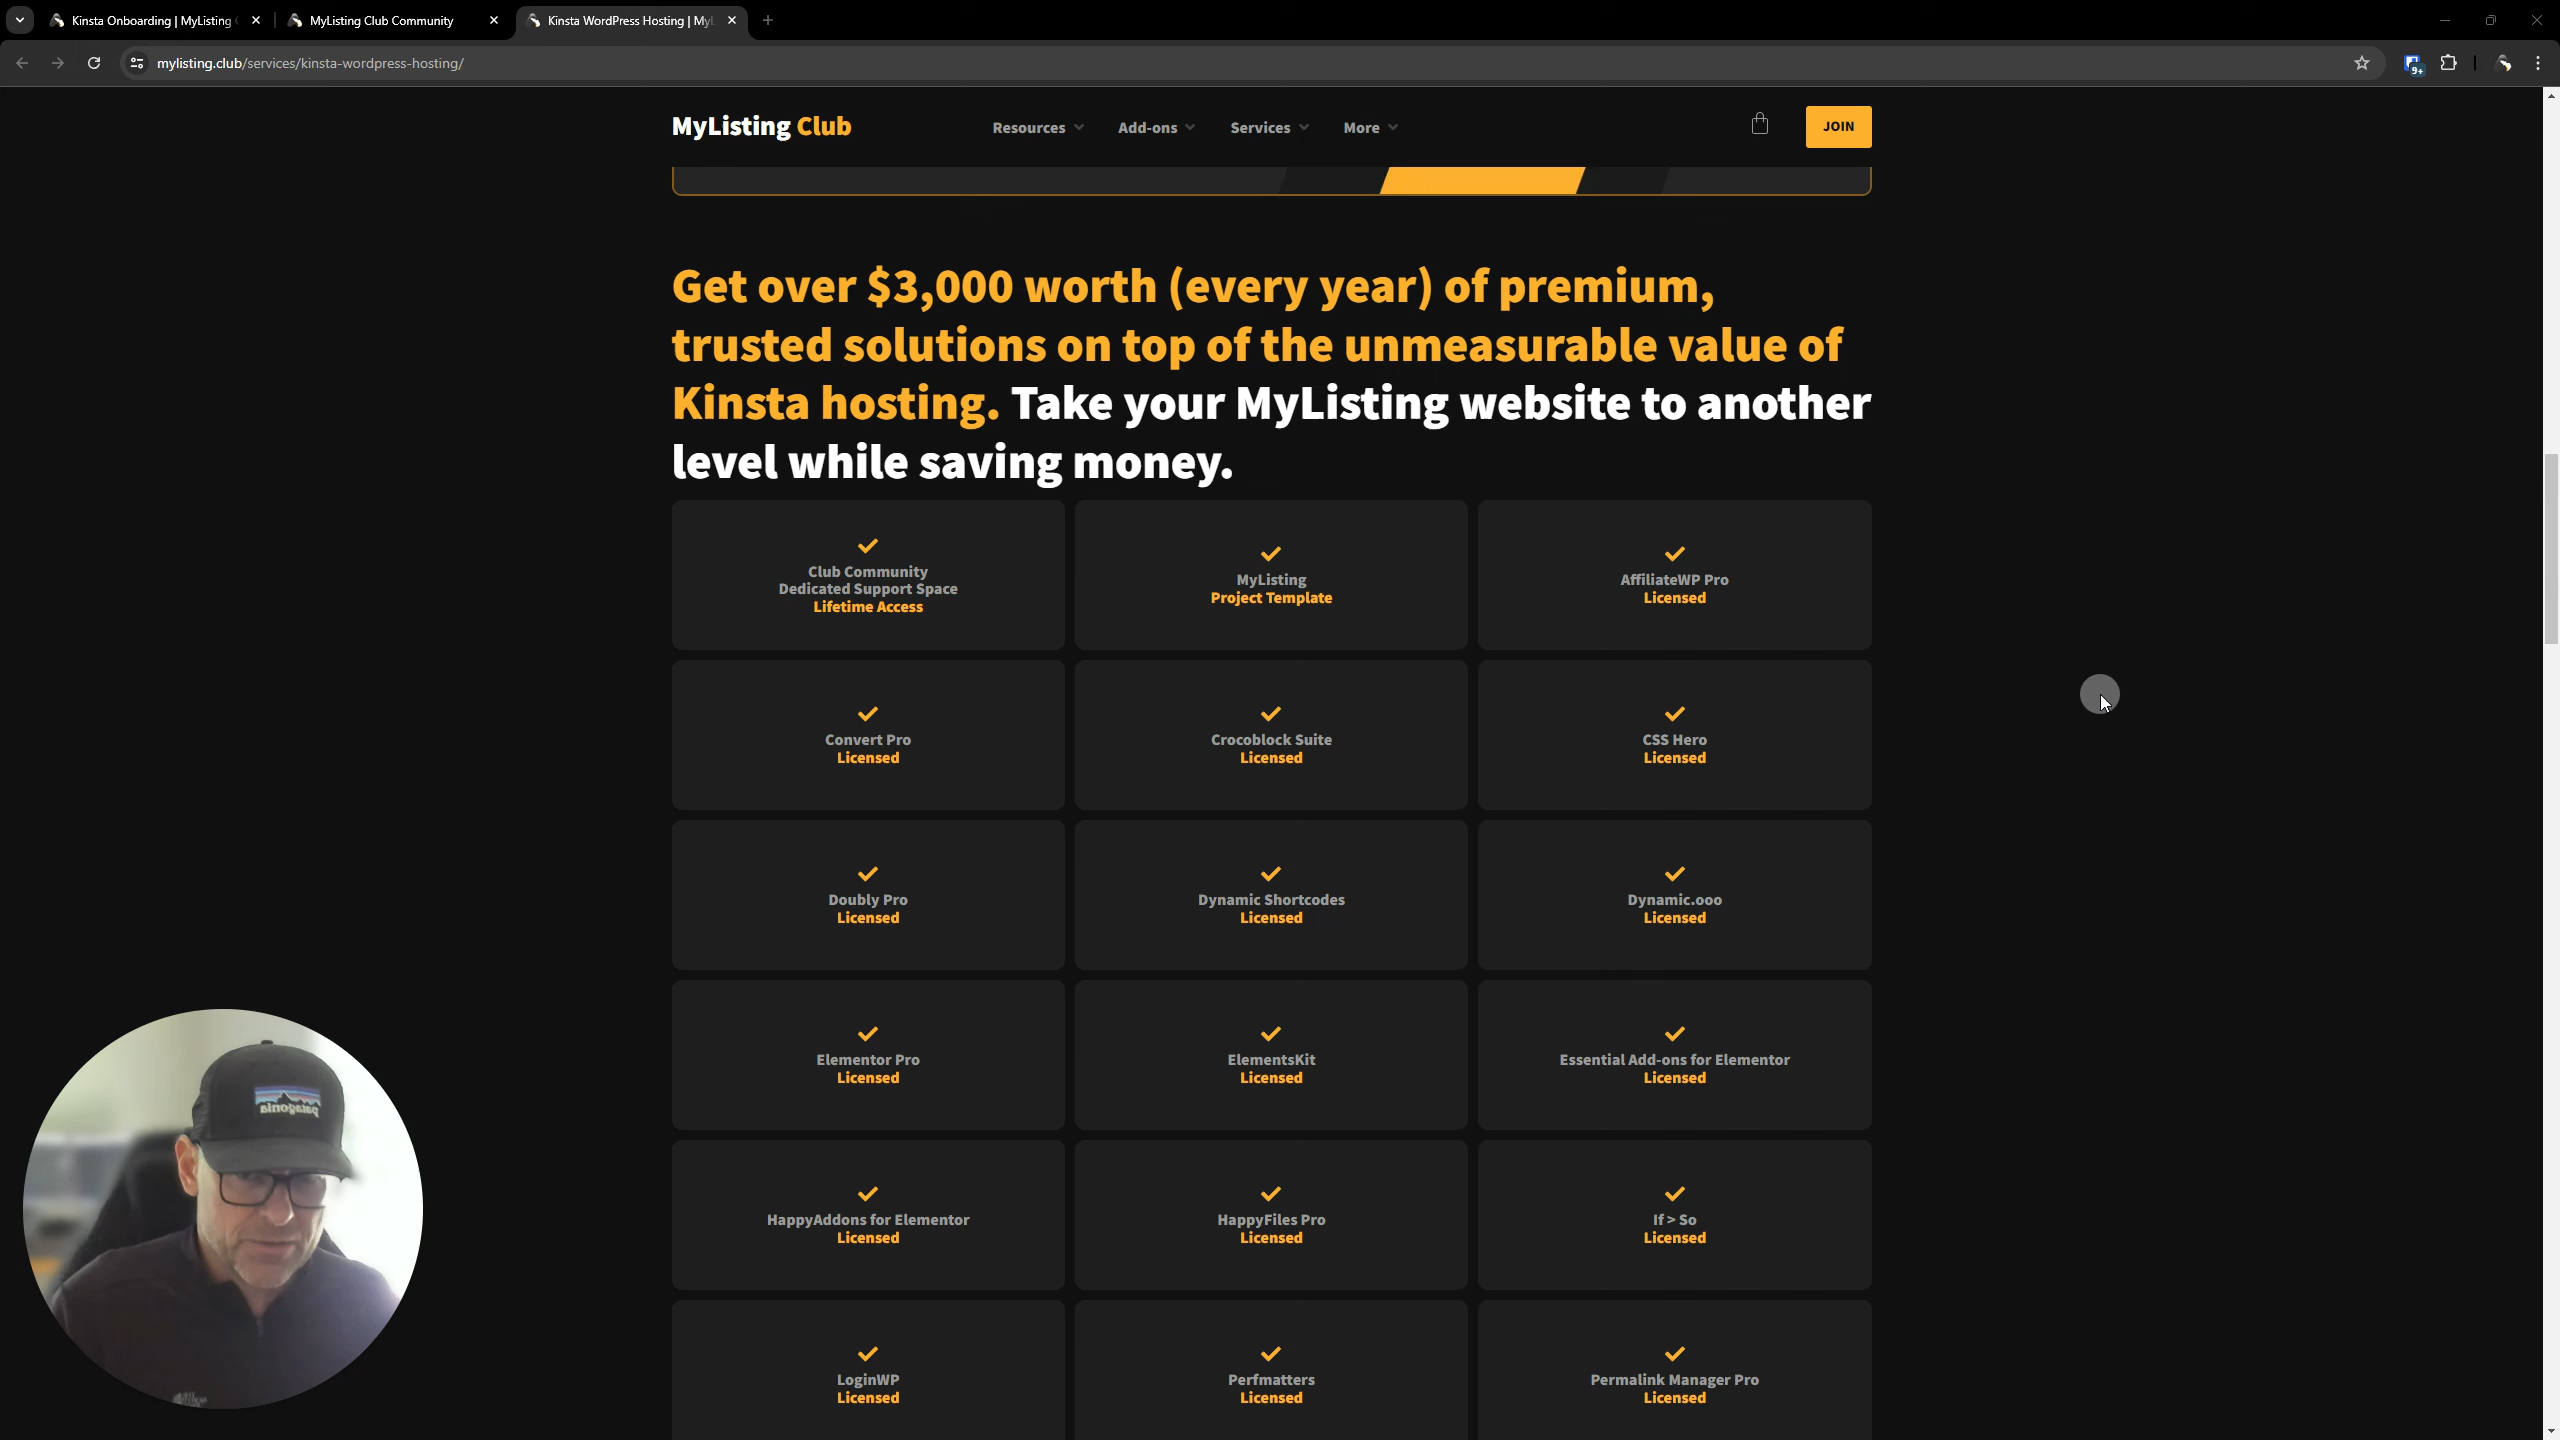 Kinsta Onboarding | MyListing
MyListing Club Community
Kinsta WordPress Hosting | MyL
mylisting.club/services/kinsta-wordpress-hosting/
9+
MyListing Club
Resources
Add-ons
Services
More
JOIN
Get over $3,000 worth (every year) of premium,
trusted solutions on top of the unmeasurable value of
Kinsta hosting. Take your MyListing website to another
level while saving money.
Club Community
Dedicated Support Space
Lifetime Access
MyListing
Project Template
AffiliateWP Pro
Licensed
Convert Pro
Licensed
Crocoblock Suite
Licensed
CSS Hero
Licensed
Doubly Pro
Licensed
Dynamic Shortcodes
Licensed
Dynamic.ooo
Licensed
Elementor Pro
Licensed
ElementsKit
Licensed
Essential Add-ons for Elementor
Licensed
HappyAddons for Elementor
Licensed
HappyFiles Pro
Licensed
If > So
Licensed
LoginWP
Licensed
Perfmatters
Licensed
Permalink Manager Pro
Licensed
patagonia